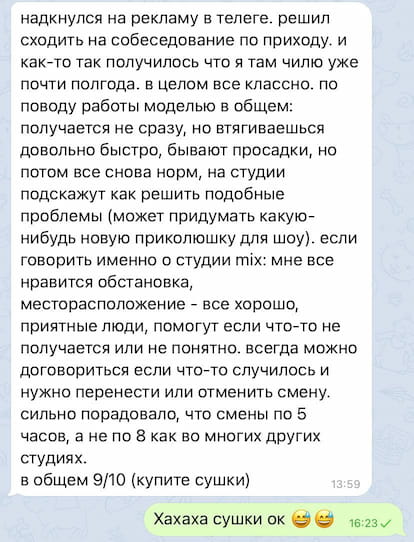 надкнулся на рекламу в телеге. решил
сходить на собеседование по приходу. и
как-то так получилось что я там чилю уже
почти полгода. в целом все классно. по
поводу работы моделью в общем:
получается не сразу, но втягиваешься
довольно быстро, бывают просадки, но
потом все снова норм, на студии
подскажут как решить подобные
проблемы (может придумать какую-
нибудь новую приколюшку для шоу). если
говорить именно о студии mix: мне все
нравится обстановка,
месторасположение - все хорошо,
приятные люди, помогут если что-то не
получается или не понятно. всегда можно
договориться если что-то случилось и
нужно перенести или отменить смену.
сильно порадовало, что смены по 5
часов, а не по 8 как во многих других
студиях.
в общем 9/10 (купите сушки) 13:59
Хахаха сушки ок 😅😅 16:23 ✓